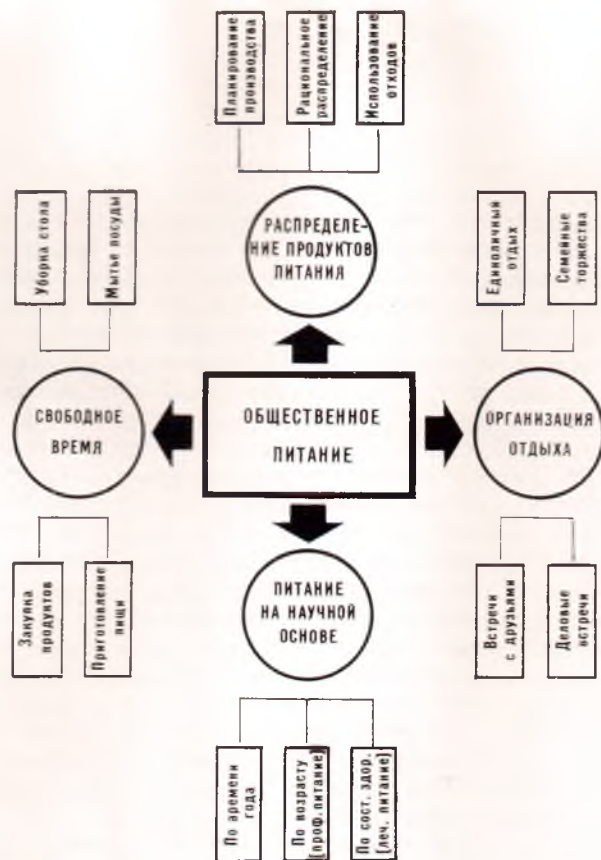 Планирование
производства
Рациональное
распределение
Использование
отходов
РАСПРЕДЕЛЕ-
НИЕ ПРОДУКТОВ
ПИТАНИЯ
Уборка стола
Мытье посуды
Единоличный
отдых
Семейные
торжества
СВОБОДНОЕ
ВРЕМЯ
ОБЩЕСТВЕННОЕ
ПИТАНИЕ
ОРГАНИЗАЦИЯ
ОТДЫХА
Закупка
продуктов
Приготовление
пищи
ПИТАНИЕ
НА НАУЧНОЙ
ОСНОВЕ
Встречи
с друзьями
Деловые
встречи
По времени
года
По возрасту
[проф. питание]
По сост. здор.
[леч. питание]